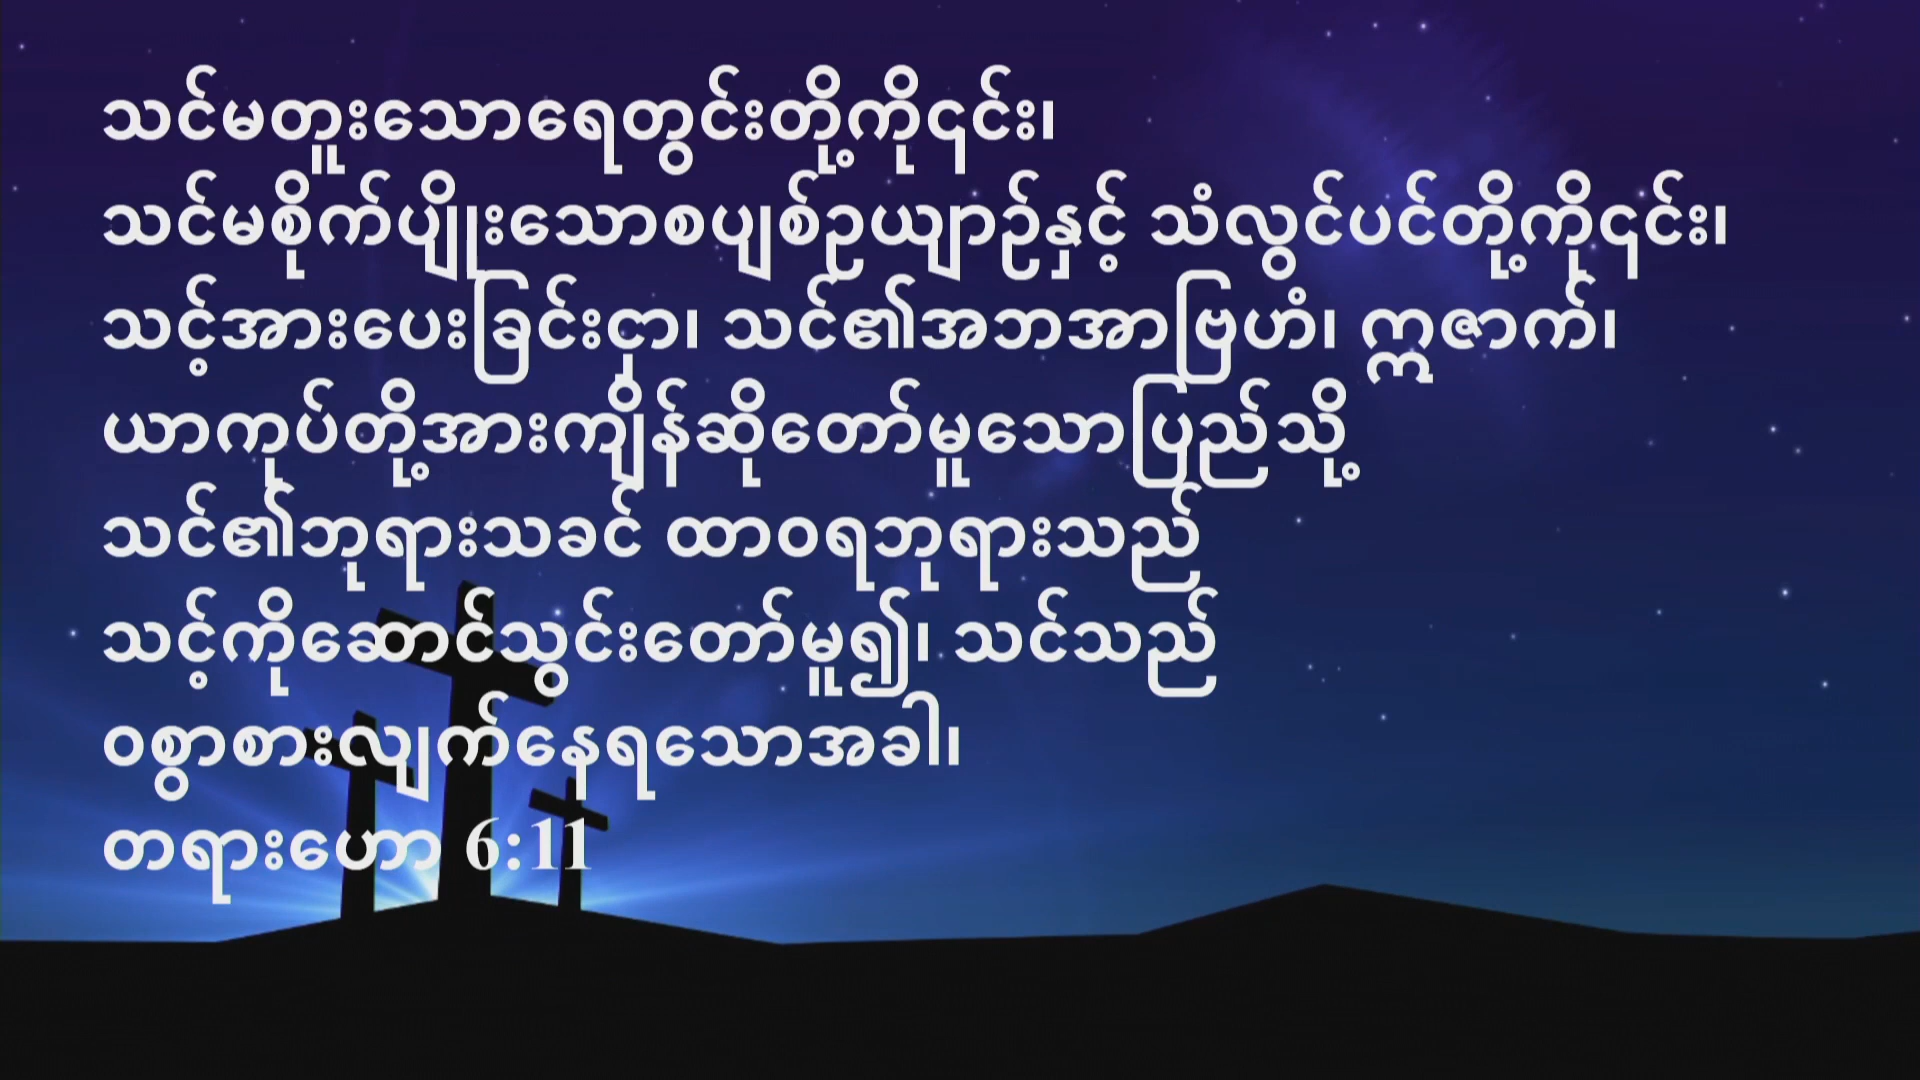 သင်မတူးသောရေတွင်းတို့ကို၎င်း၊
သင်မစိုက်ပျိုးသောစပျစ်ဥယျာဉ်နှင့် သံလွင်ပင်တို့ကို၎င်း၊
သင့်အားပေးခြင်းငှာ၊ သင်၏အဘအာဗြဟံ၊ ဣဇာက်၊
ယာကုပ်တို့အားကျိန်ဆိုတော်မူသောပြည်သို့
သင်၏ဘုရားသခင် ထာဝရဘုရားသည်
သင့်ကိုဆောင်သွင်းတော်မူ၍၊ သင်သည်
ဝစွာစားလျက်နေရသောအခါ၊
တရားဟော 6:11